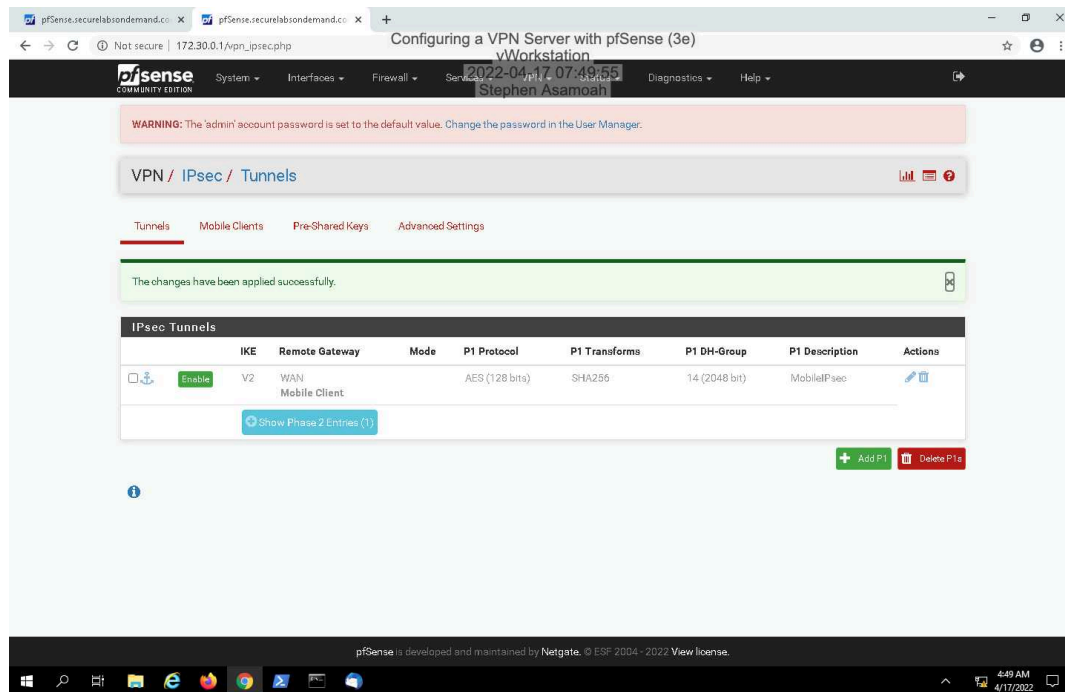 pfSense.securelabsondemand.co
pfSense.securelabsondemand.co
Not secure | 172.30.0.1/vpn_ipsec.php
Configuring a VPN Server with pfSense (3e)
vWorkstation
2022-04-17 07:49:55
Stephen Asamoah
pfsense
COMMUNITY EDITION
System Interfaces Firewall Services VPN Status Diagnostics Help
WARNING: The 'admin' account password is set to the default value. Change the password in the User Manager.
VPN / IPsec / Tunnels
Tunnels Mobile Clients Pre-Shared Keys Advanced Settings
The changes have been applied successfully.
IPsec Tunnels
IKE Remote Gateway Mode P1 Protocol P1 Transforms P1 DH-Group P1 Description Actions
Enable V2 WAN AES (128 bits) SHA256 14 (2048 bit) MobileIPsec
Mobile Client
Show Phase 2 Entries (1)
Add P1 Delete P1s
pfSense is developed and maintained by Netgate. © ESF 2004 - 2022 View license.
4:49 AM
4/17/2022